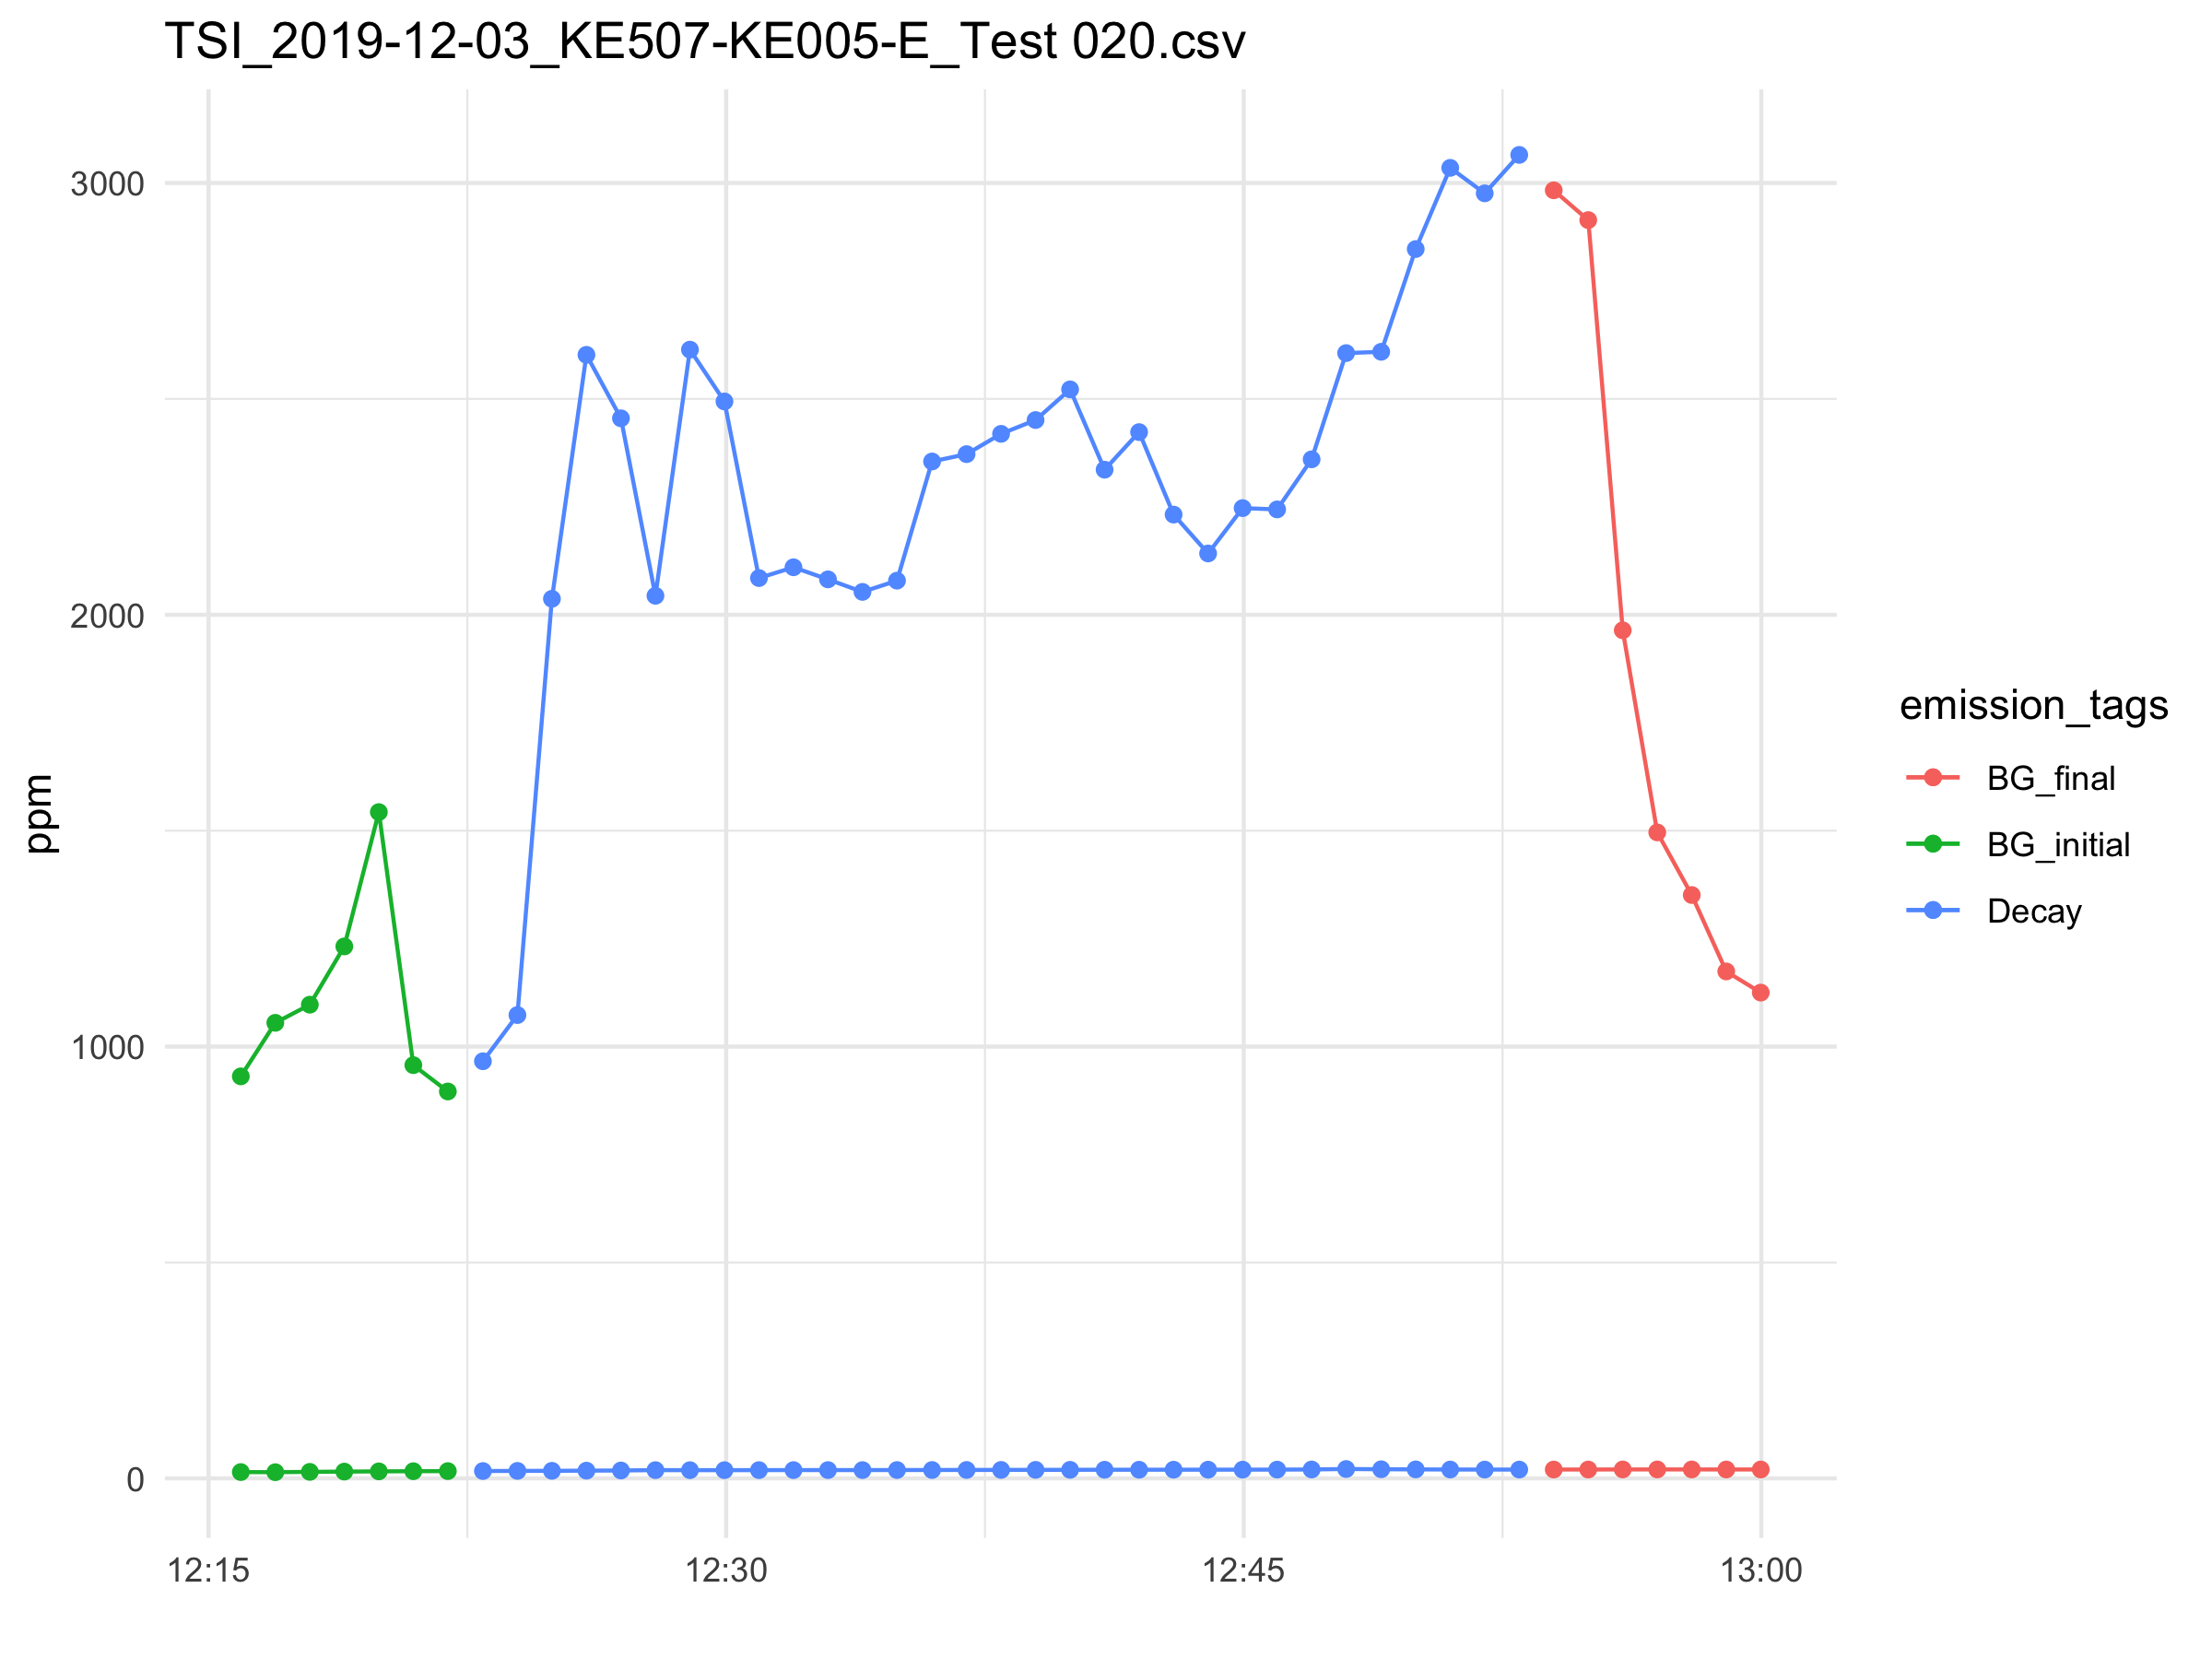 TSI_2019-12-03_KE507-KE005-E_Test 020.csv
3000
2000
1000
0
ppm
12:15
12:30
12:45
13:00
emission_tags
BG_final
BG_initial
Decay